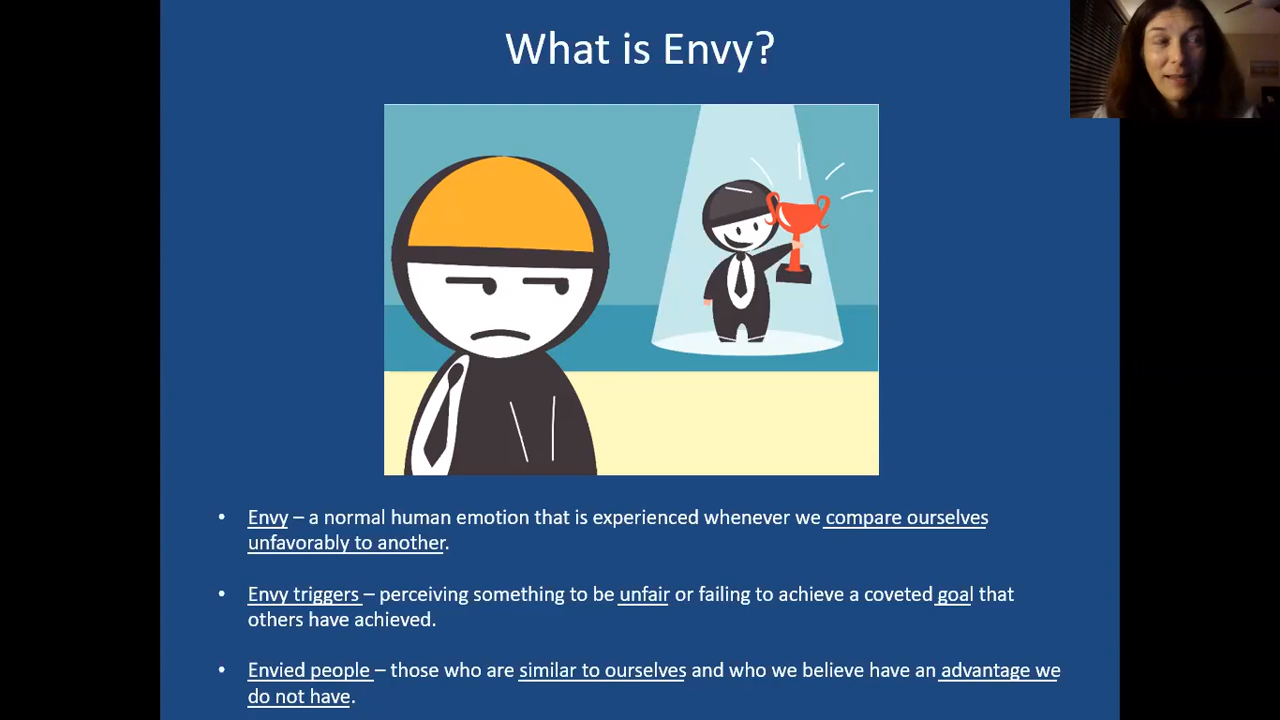 What is Envy?
• Envy – a normal human emotion that is experienced whenever we compare ourselves
unfavorably to another.
• Envy triggers – perceiving something to be unfair or failing to achieve a coveted goal that
others have achieved.
• Envied people – those who are similar to ourselves and who we believe have an advantage we
do not have.